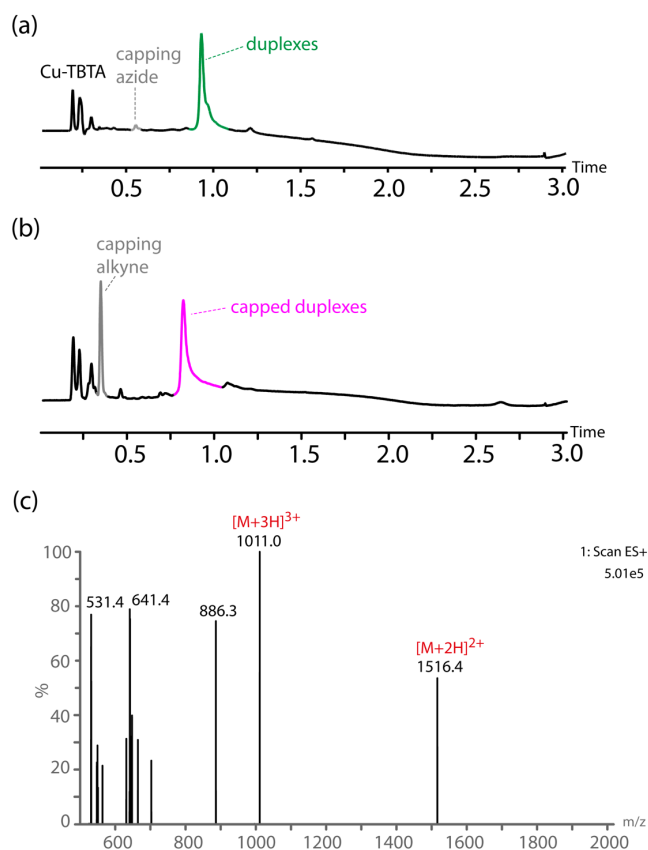 (a)
Cu-TBTA
capping
azide
duplexes
Time
0.5 1.0 1.5 2.0 2.5 3.0
(b)
capping
alkyne
capped duplexes
Time
0.5 1.0 1.5 2.0 2.5 3.0
(c)
[M+3H]3+
1011.0
1: Scan ES+
5.01e5
100
531.4 641.4
886.3
80
[M+2H]2+
1516.4
60
%
40
20
0
600 800 1000 1200 1400 1600 1800 2000
m/z